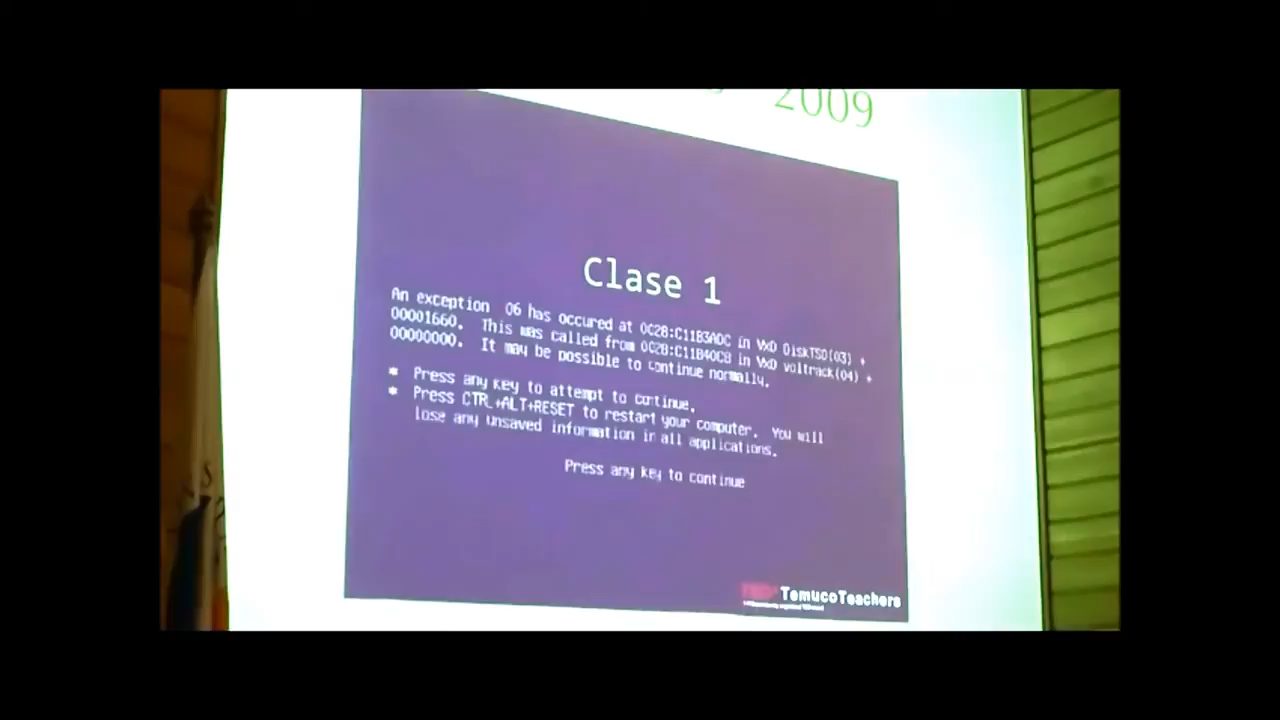 2009
Clase 1
An exception 06 has occured at 0028:C11B3ADC in VxD DiskTSD(03) +
00001660. This was called from 0028:C11B40C8 in VxD voltrack(04) +
00000000. It may be possible to continue normally.
* Press any key to attempt to continue.
* Press CTRL+ALT+RESET to restart your computer. You will
lose any unsaved information in all applications.
Press any key to continue
TEDx TemucoTeachers